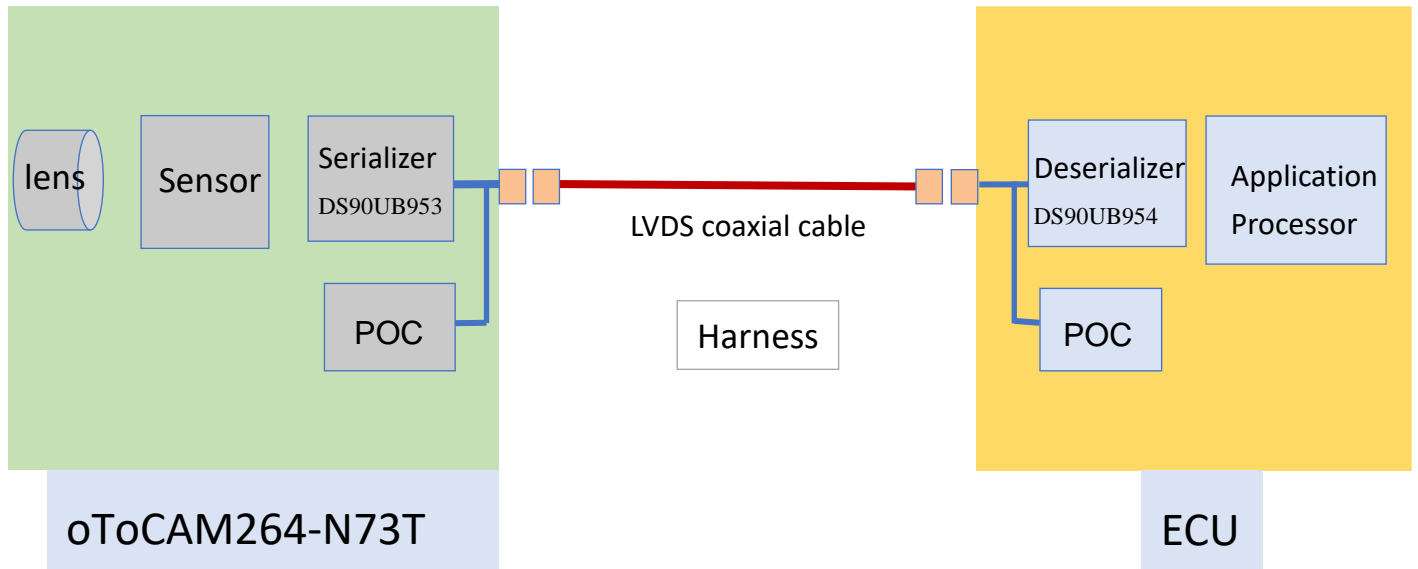 lens
Sensor
Serializer
DS90UB953
POC
LVDS coaxial cable
Harness
Deserializer
DS90UB954
POC
Application
Processor
oToCAM264-N73T
ECU